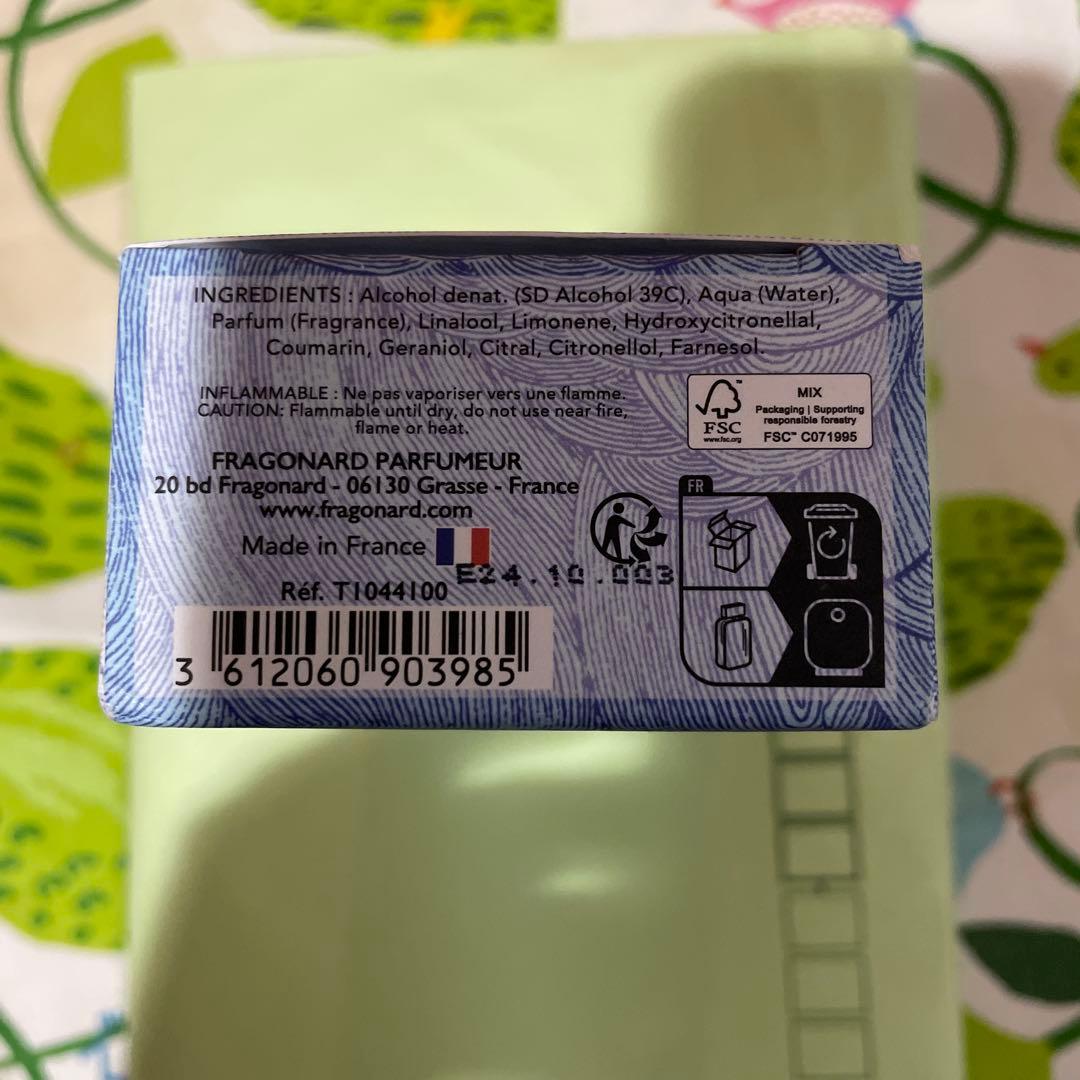 INGREDIENTS : Alcohol denat. (SD Alcohol 39C), Aqua (Water),
Parfum (Fragrance), Linalool, Limonene, Hydroxycitronellal,
Coumarin, Geraniol, Citral, Citronellol, Farnesol.
INFLAMMABLE : Ne pas vaporiser vers une flamme.
CAUTION: Flammable until dry, do not use near fire,
flame or heat.
FSC
www.fsc.org
MIX
Packaging | Supporting
responsible forestry
FSC™ C071995
FRAGONARD PARFUMEUR
20 bd Fragonard - 06130 Grasse - France
www.fragonard.com
Made in France
FR
E24.10.003
Réf. T1044100
3 612060 903985